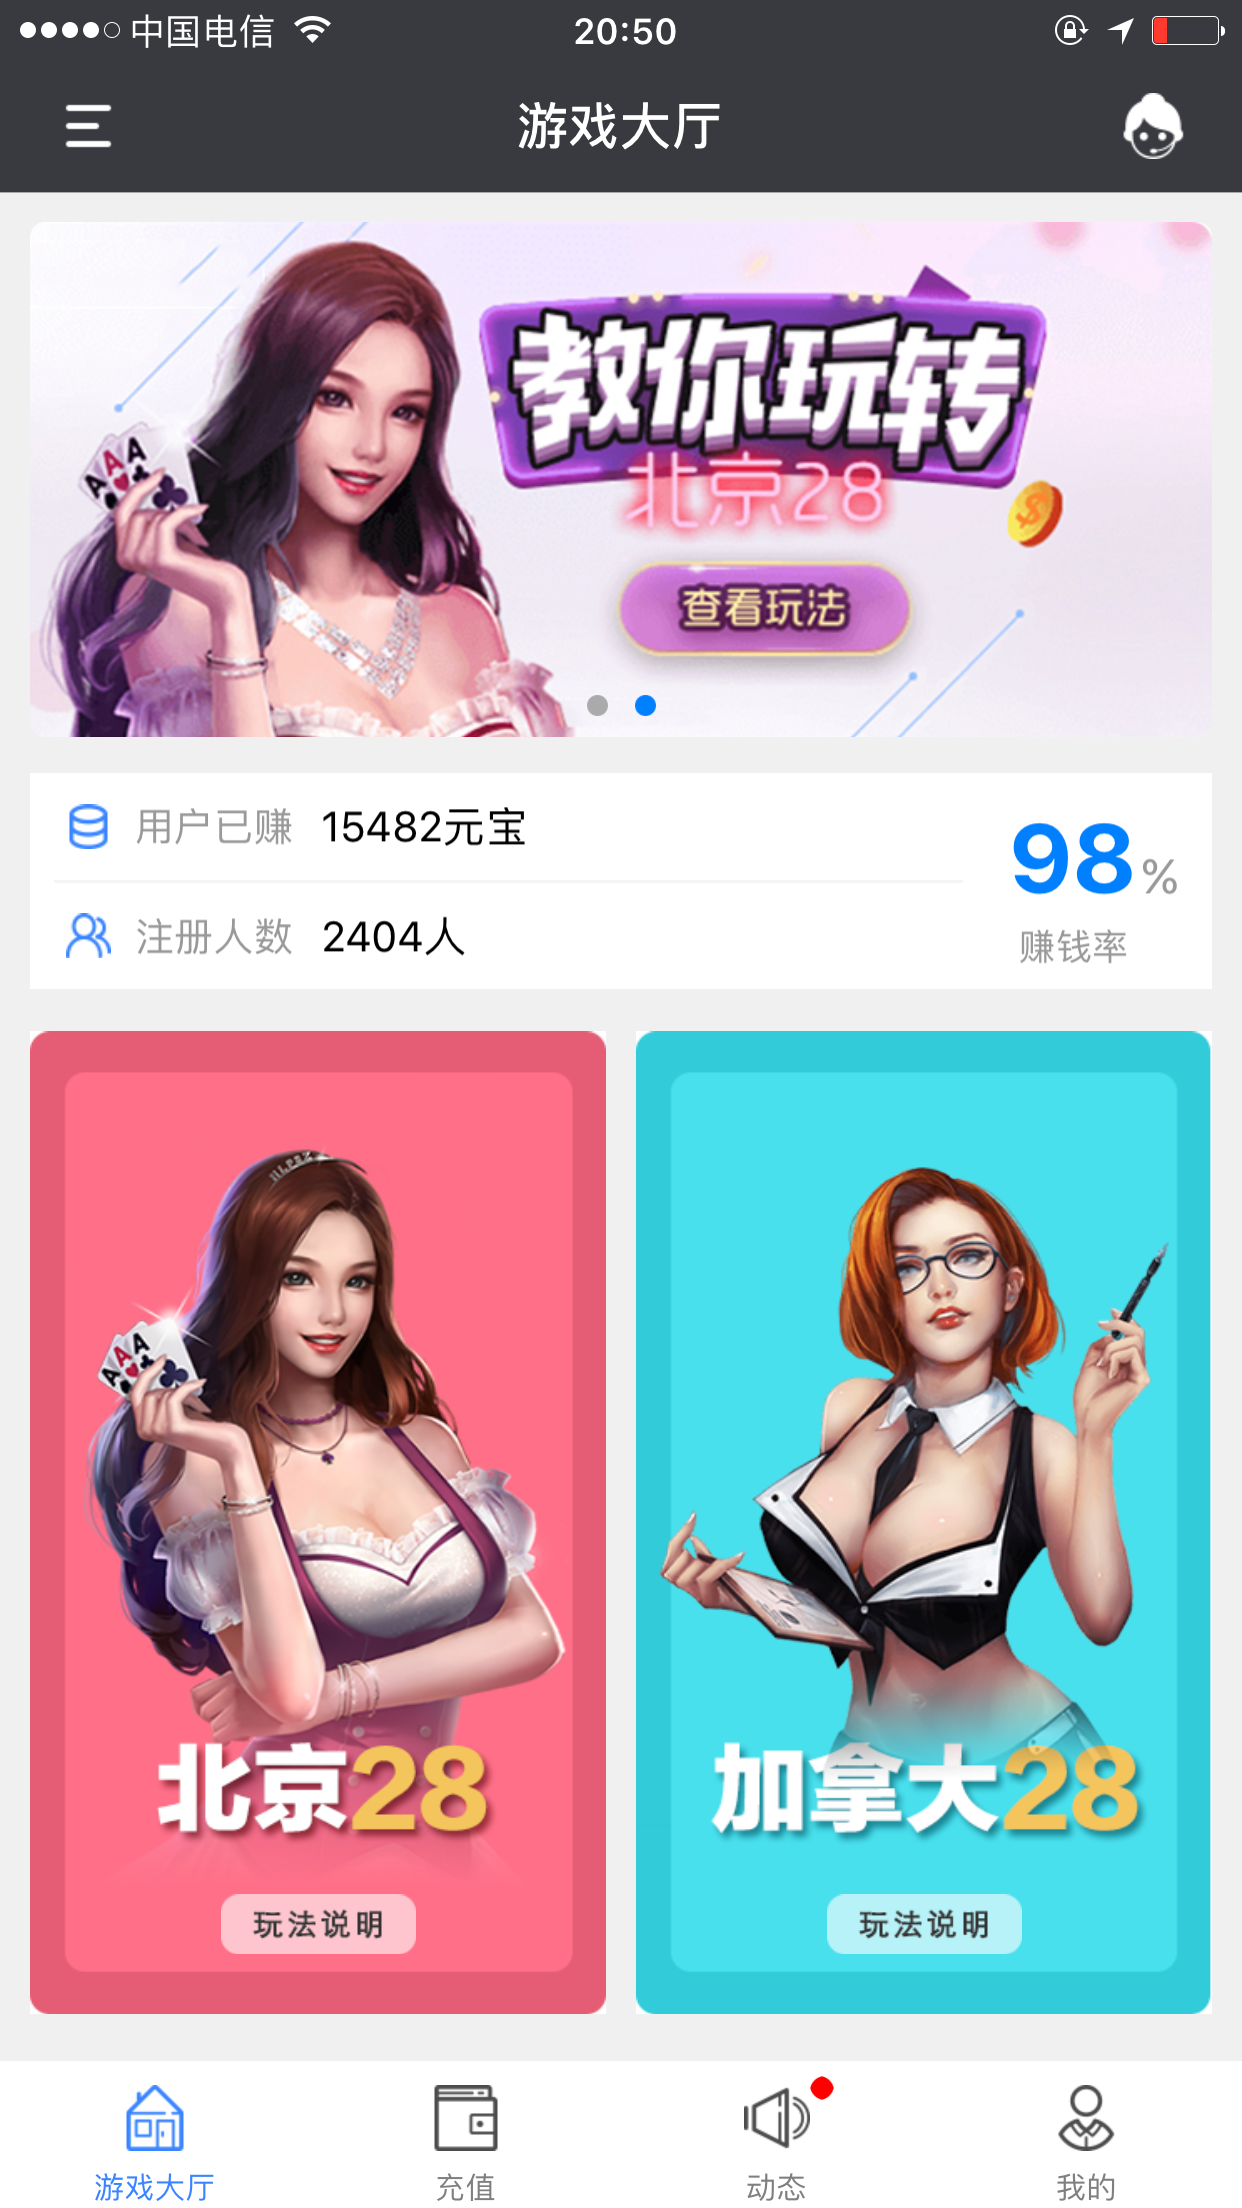 中国电信 20:50
游戏大厅
教你玩转
北京28
查看玩法
用户已赚 15482元宝
注册人数 2404人
98%
赚钱率
北京28
玩法说明
加拿大28
玩法说明
游戏大厅 充值 动态 我的